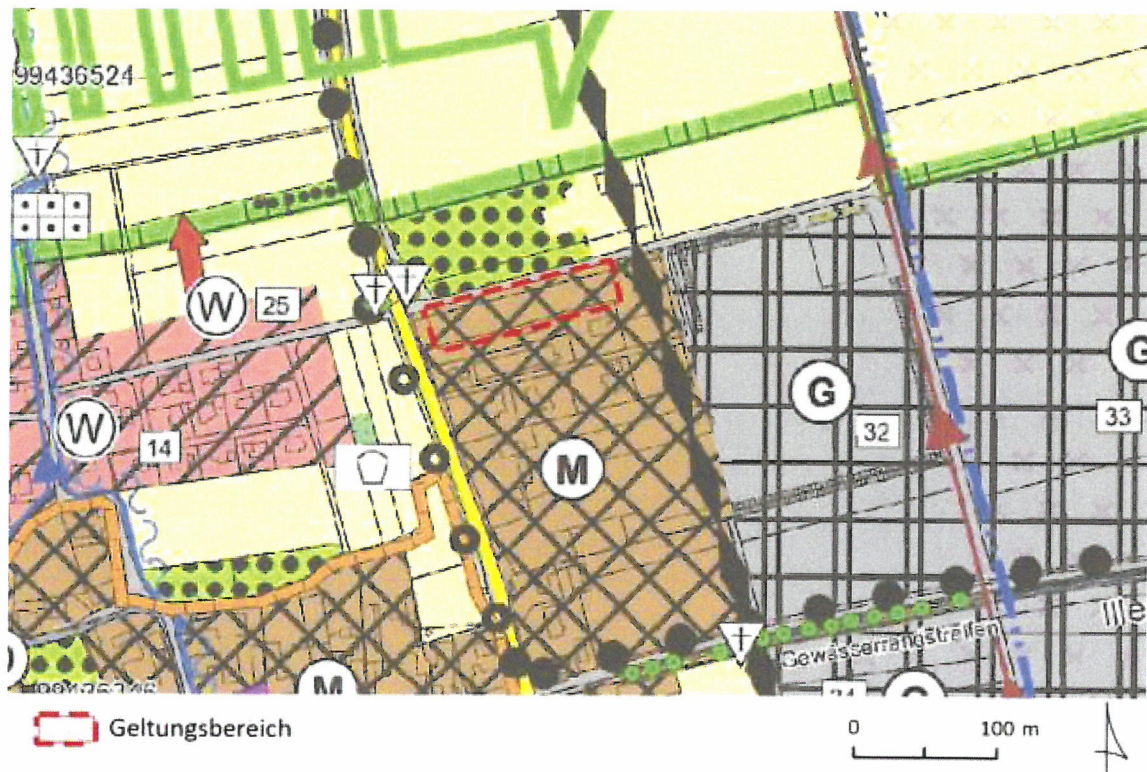 99436524
W
25
W
14
M
G
G
32
33
Gewässerrandstreifen
M
G
Geltungsbereich
0
100 m